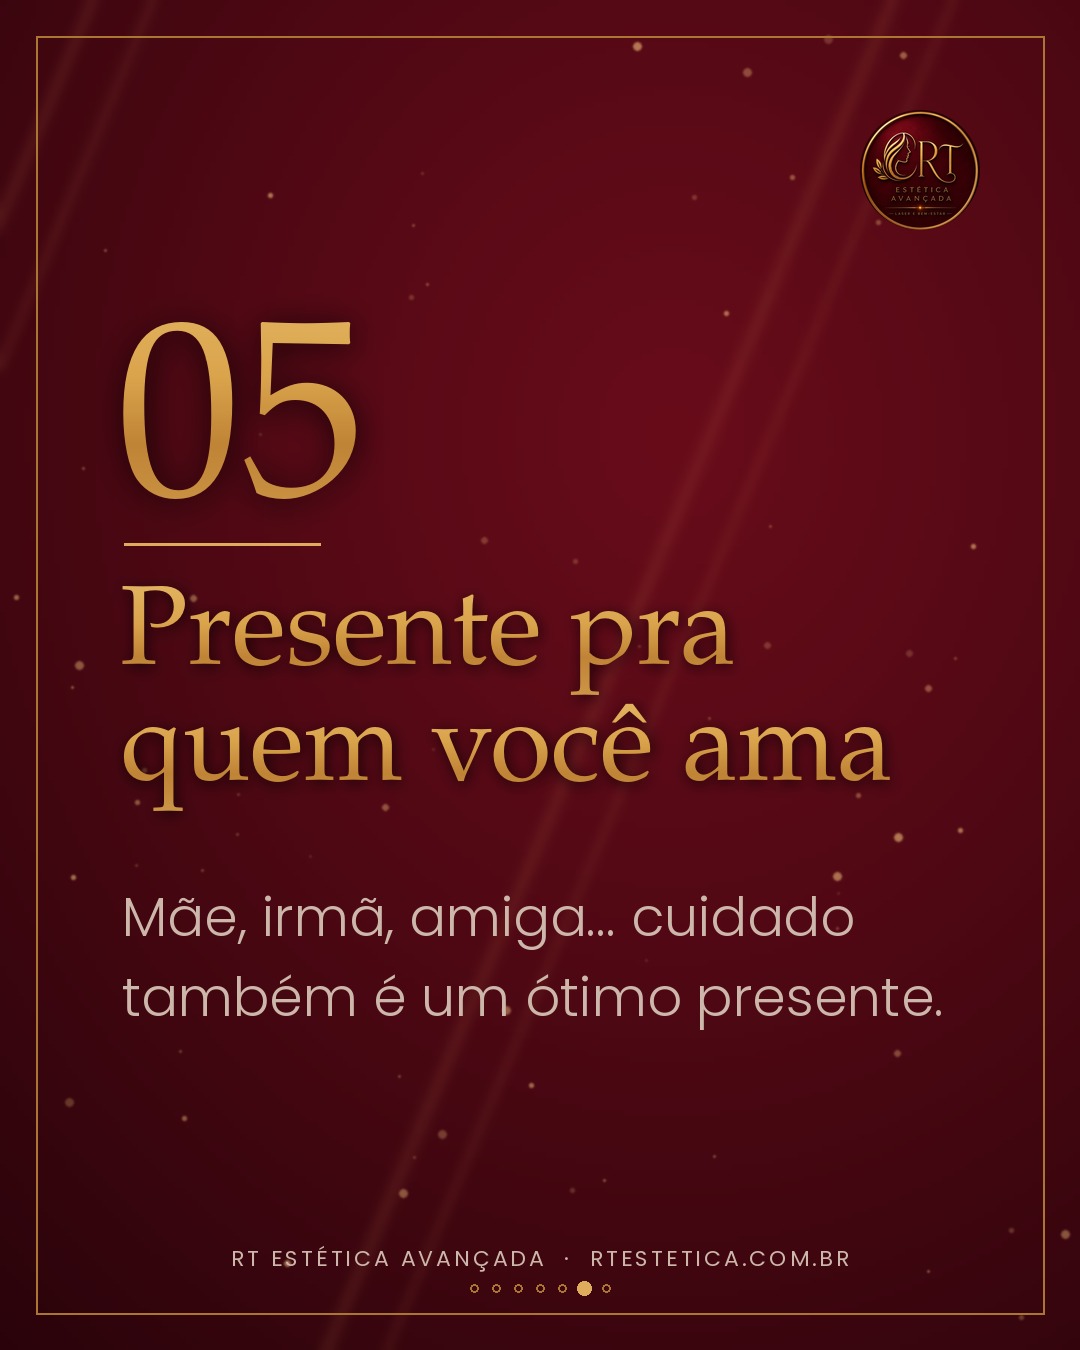 RT
ESTÉTICA
AVANÇADA
05
Presente pra
quem você ama
Mãe, irmã, amiga... cuidado
também é um ótimo presente.
RT ESTÉTICA AVANÇADA · RTESTETICA.COM.BR